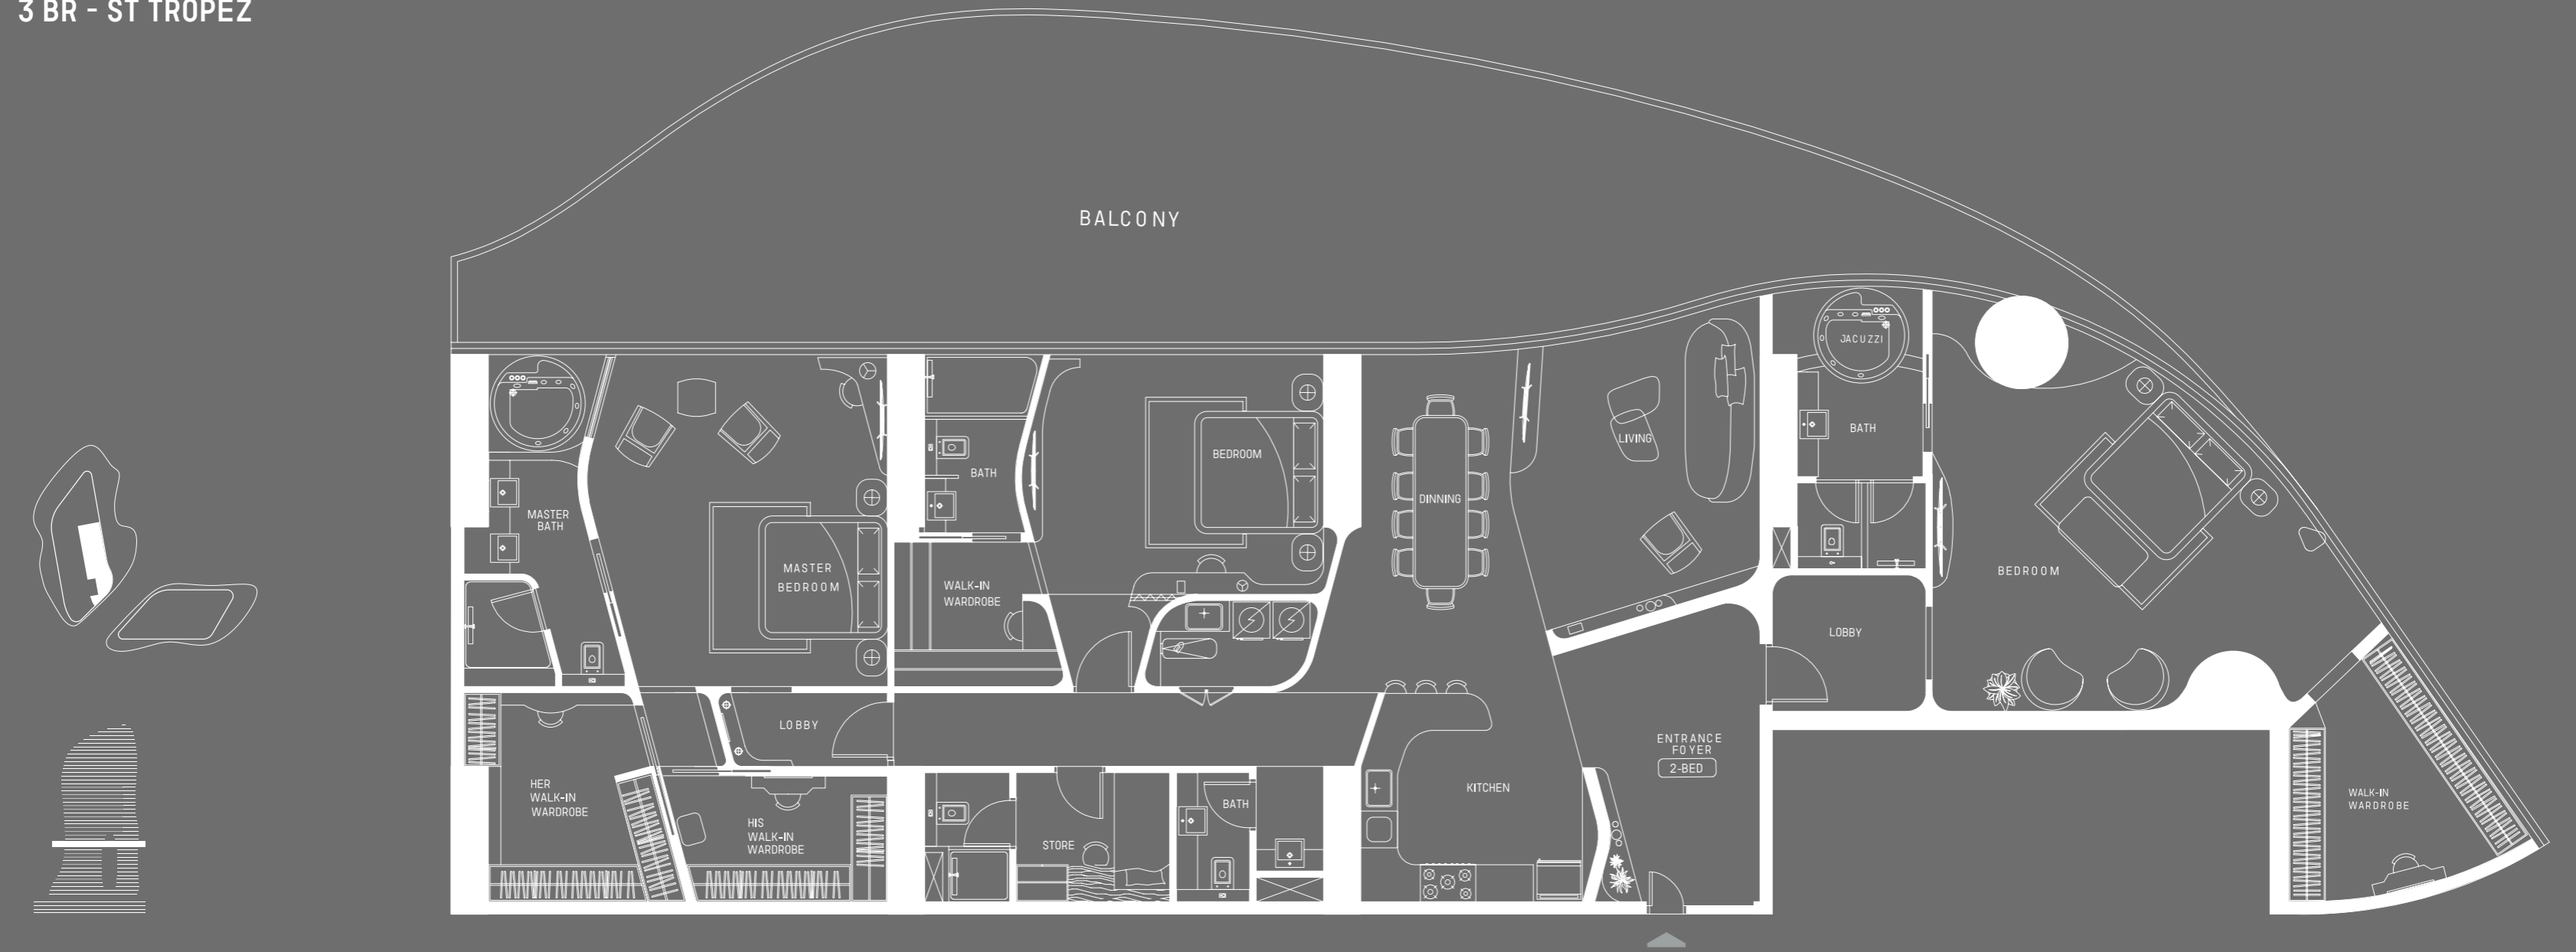 3 BR - ST TROPEZ
BALCONY
JACUZZI
BATH
LIVING
BEDROOM
BATH
DINNING
MASTER
BATH
MASTER
BEDROOM
WALK-IN
WARDROBE
BEDROOM
LOBBY
LOBBY
ENTRANCE
FOYER
2-BED
HER
WALK-IN
WARDROBE
HIS
WALK-IN
WARDROBE
STORE
BATH
KITCHEN
WALK-IN
WARDROBE